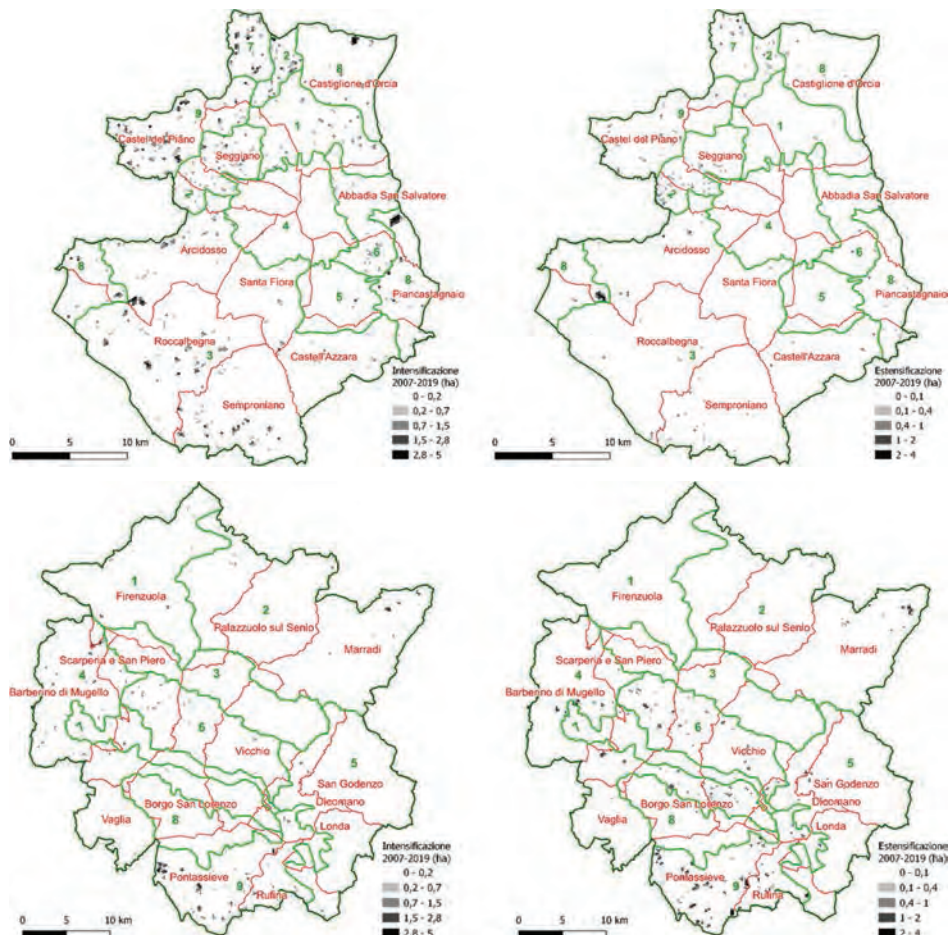 7
2
8
Castiglione d'Orcia
9
Castel del Piano
1
Seggiano
2
Abbadia San Salvatore
4
Arcidosso
6
8
8
Santa Fiora
5
Piancastagnaio
Roccalbegna
3
Castell'Azzara
Semproniano
Intensificazione
2007-2019 (ha)
0 - 0,2
0,2 - 0,7
0,7 - 1,5
1,5 - 2,8
2,8 - 5
0 5 10 km
7
2
8
Castiglione d'Orcia
9
Castel del Piano
1
Seggiano
2
Abbadia San Salvatore
4
Arcidosso
6
8
8
Santa Fiora
5
Piancastagnaio
Roccalbegna
3
Castell'Azzara
Semproniano
Estensificazione
2007-2019 (ha)
0 - 0,1
0,1 - 0,4
0,4 - 1
1 - 2
2 - 4
0 5 10 km
1
Firenzuola
2
Palazzuolo sul Senio
Marradi
Scarperia e San Piero
3
4
Barberino di Mugello
1
6
Vicchio
5
San Godenzo
Dicomano
Borgo San Lorenzo
Vaglia
8
Londa
Pontassieve
9
Rufina
Intensificazione
2007-2019 (ha)
0 - 0,2
0,2 - 0,7
0,7 - 1,5
1,5 - 2,8
2,8 - 5
0 5 10 km
1
Firenzuola
2
Palazzuolo sul Senio
Marradi
Scarperia e San Piero
3
4
Barberino di Mugello
1
6
Vicchio
5
San Godenzo
Dicomano
Borgo San Lorenzo
Vaglia
8
Londa
Pontassieve
9
Rufina
Estensificazione
2007-2019 (ha)
0 - 0,1
0,1 - 0,4
0,4 - 1
1 - 2
2 - 4
0 5 10 km